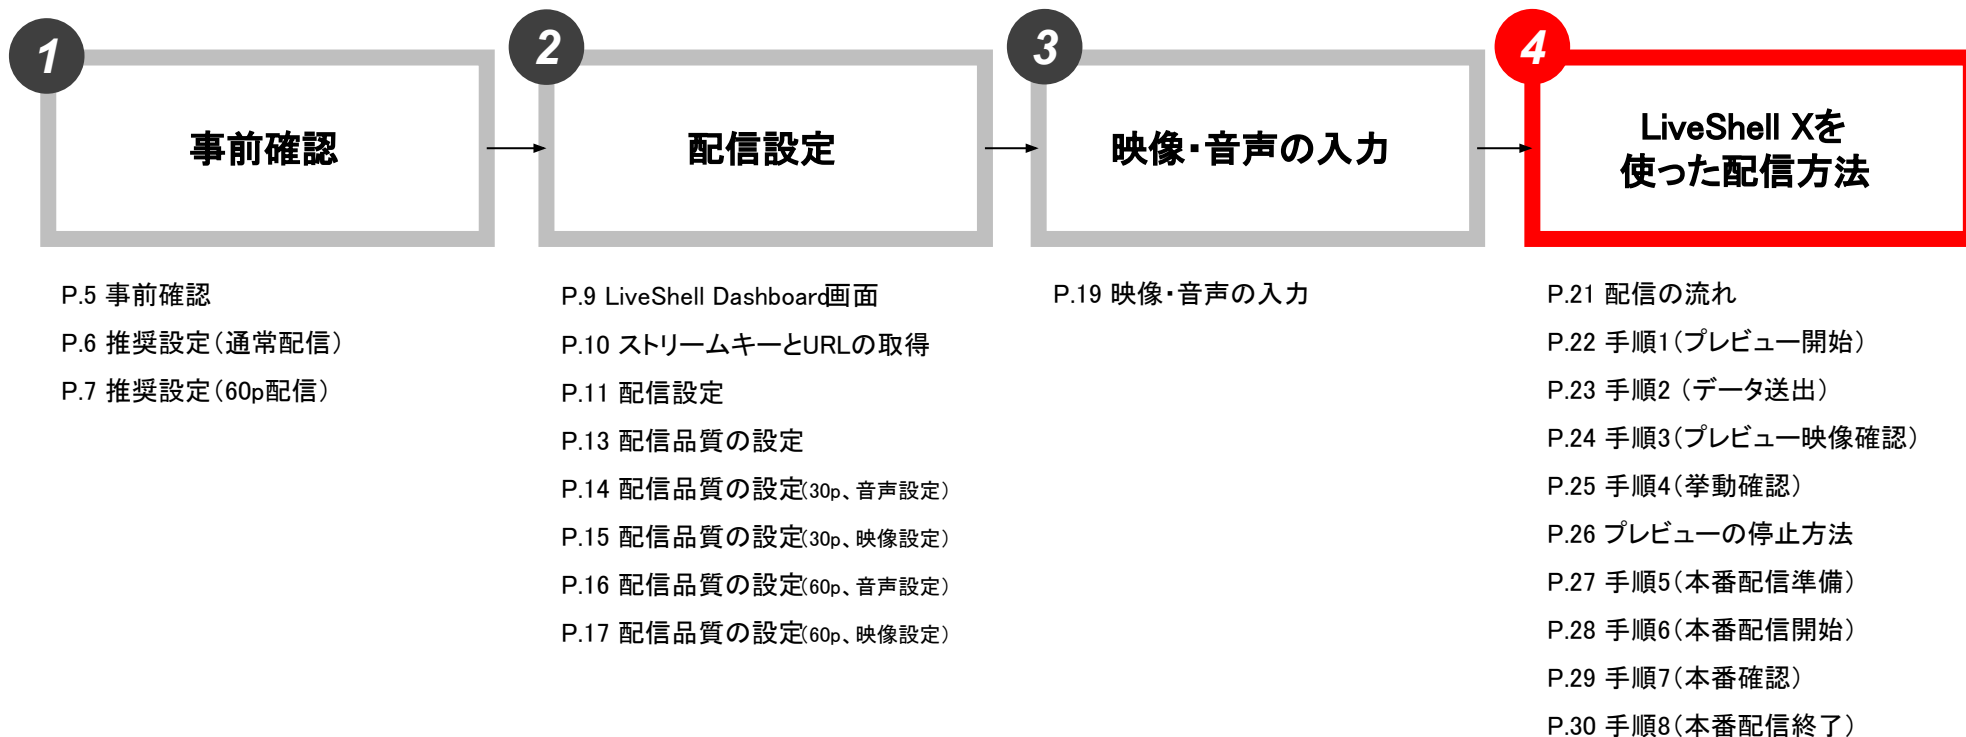 1
事前確認
P.5 事前確認
P.6 推奨設定(通常配信)
P.7 推奨設定(60p配信)
2
配信設定
P.9 LiveShell Dashboard画面
P.10 ストリームキーとURLの取得
P.11 配信設定
P.13 配信品質の設定
P.14 配信品質の設定(30p、音声設定)
P.15 配信品質の設定(30p、映像設定)
P.16 配信品質の設定(60p、音声設定)
P.17 配信品質の設定(60p、映像設定)
3
映像・音声の入力
P.19 映像・音声の入力
4
LiveShell Xを
使った配信方法
P.21 配信の流れ
P.22 手順1(プレビュー開始)
P.23 手順2 (データ送出)
P.24 手順3(プレビュー映像確認)
P.25 手順4(挙動確認)
P.26 プレビューの停止方法
P.27 手順5(本番配信準備)
P.28 手順6(本番配信開始)
P.29 手順7(本番確認)
P.30 手順8(本番配信終了)